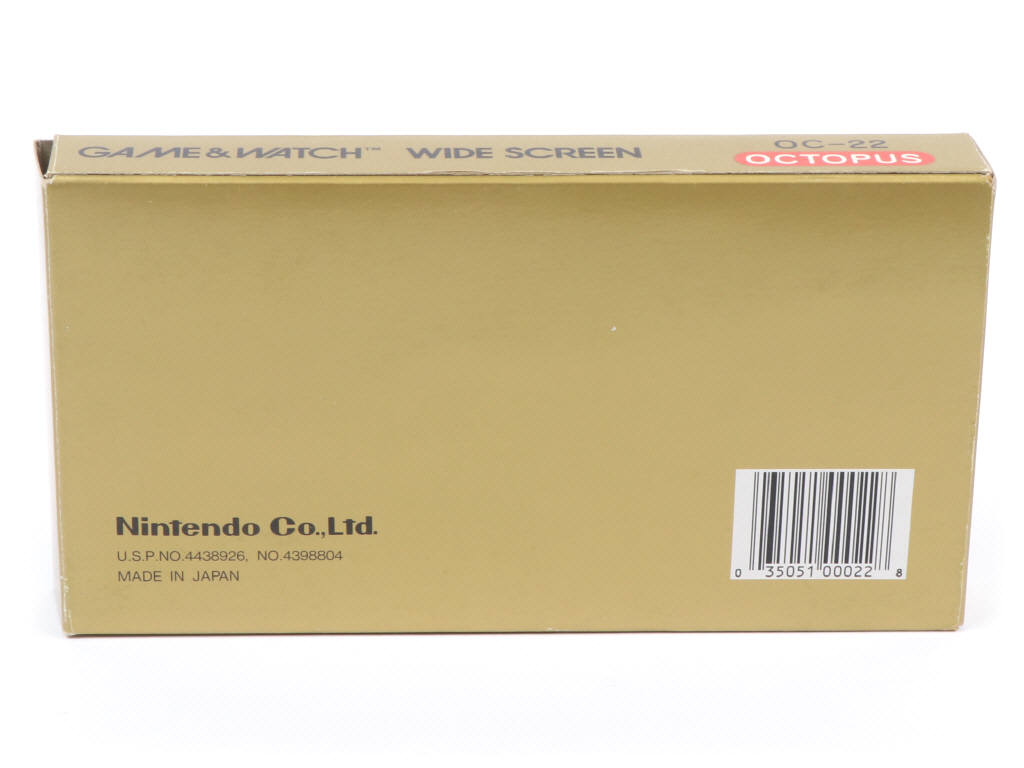 GAME&WATCH™ WIDE SCREEN
OC-22
OCTOPUS
Nintendo Co.,Ltd.
U.S.P.NO.4438926, NO.4398804
MADE IN JAPAN
0 35051 00022 8